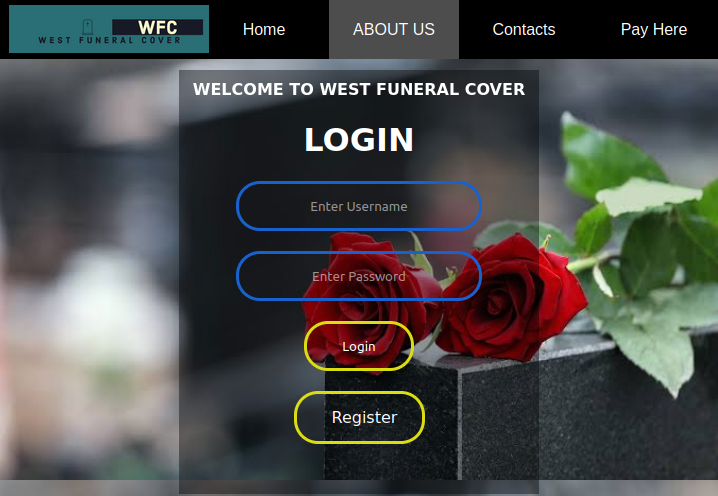 WFC
WEST FUNERAL COVER
Home
ABOUT US
Contacts
Pay Here
WELCOME TO WEST FUNERAL COVER
LOGIN
Enter Username
Enter Password
Login
Register